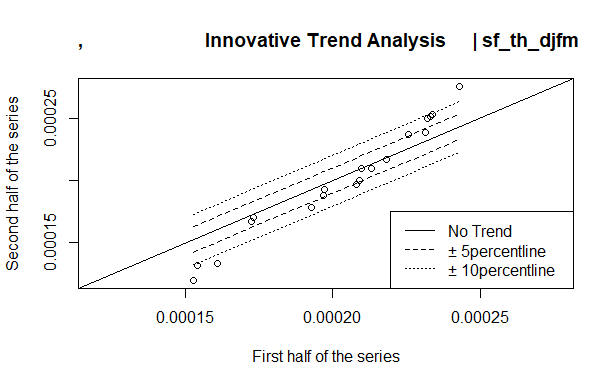 , Innovative Trend Analysis | sf_th_djfm
Second half of the series
0.00025
0.00015
No Trend
± 5percentline
± 10percentline
0.00015 0.00020 0.00025
First half of the series